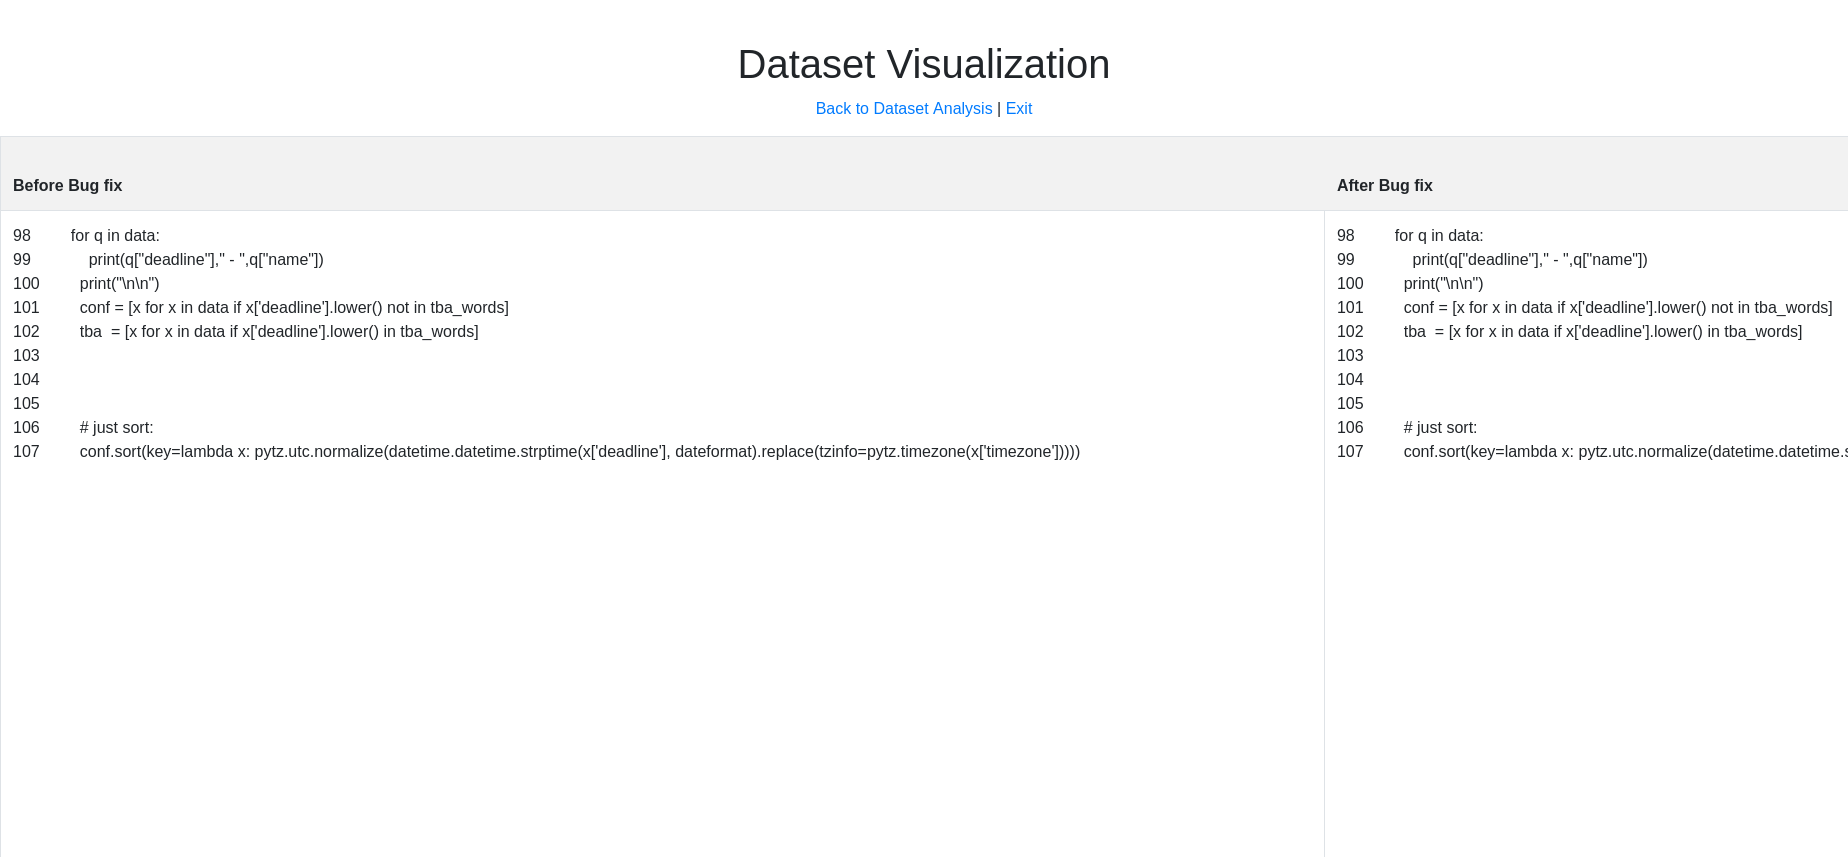 Dataset Visualization
Back to Dataset Analysis | Exit
Before Bug fix
98 for q in data:
99 print(q["deadline"]," - ",q["name"])
100 print("\n\n")
101 conf = [x for x in data if x['deadline'].lower() not in tba_words]
102 tba  = [x for x in data if x['deadline'].lower() in tba_words]
103
104
105
106 # just sort:
107 conf.sort(key=lambda x: pytz.utc.normalize(datetime.datetime.strptime(x['deadline'], dateformat).replace(tzinfo=pytz.timezone(x['timezone']))))
After Bug fix
98 for q in data:
99 print(q["deadline"]," - ",q["name"])
100 print("\n\n")
101 conf = [x for x in data if x['deadline'].lower() not in tba_words]
102 tba  = [x for x in data if x['deadline'].lower() in tba_words]
103
104
105
106 # just sort:
107 conf.sort(key=lambda x: pytz.utc.normalize(datetime.datetime.s